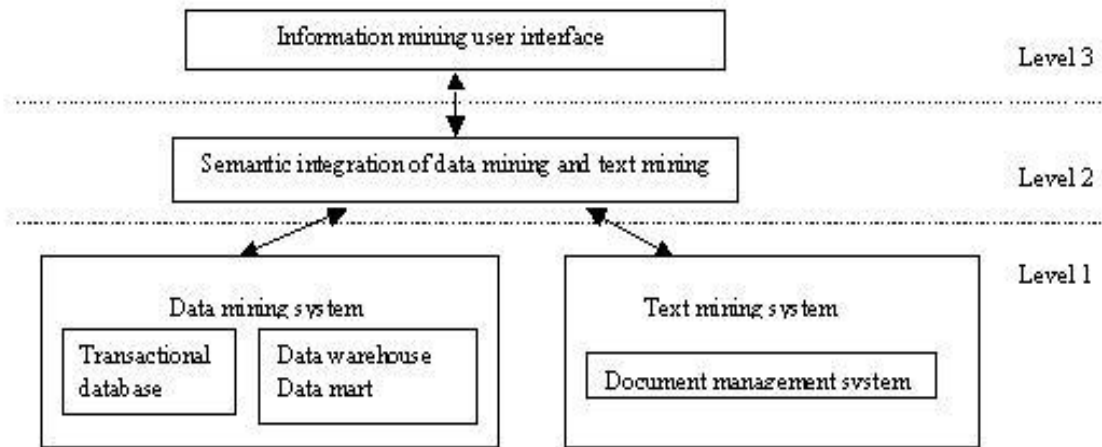 Information mining user interface
Level 3
Semantic integration of data mining and text mining
Level 2
Level 1
Data mining system
Transactional
database
Data warehouse
Data mart
Text mining system
Document management system